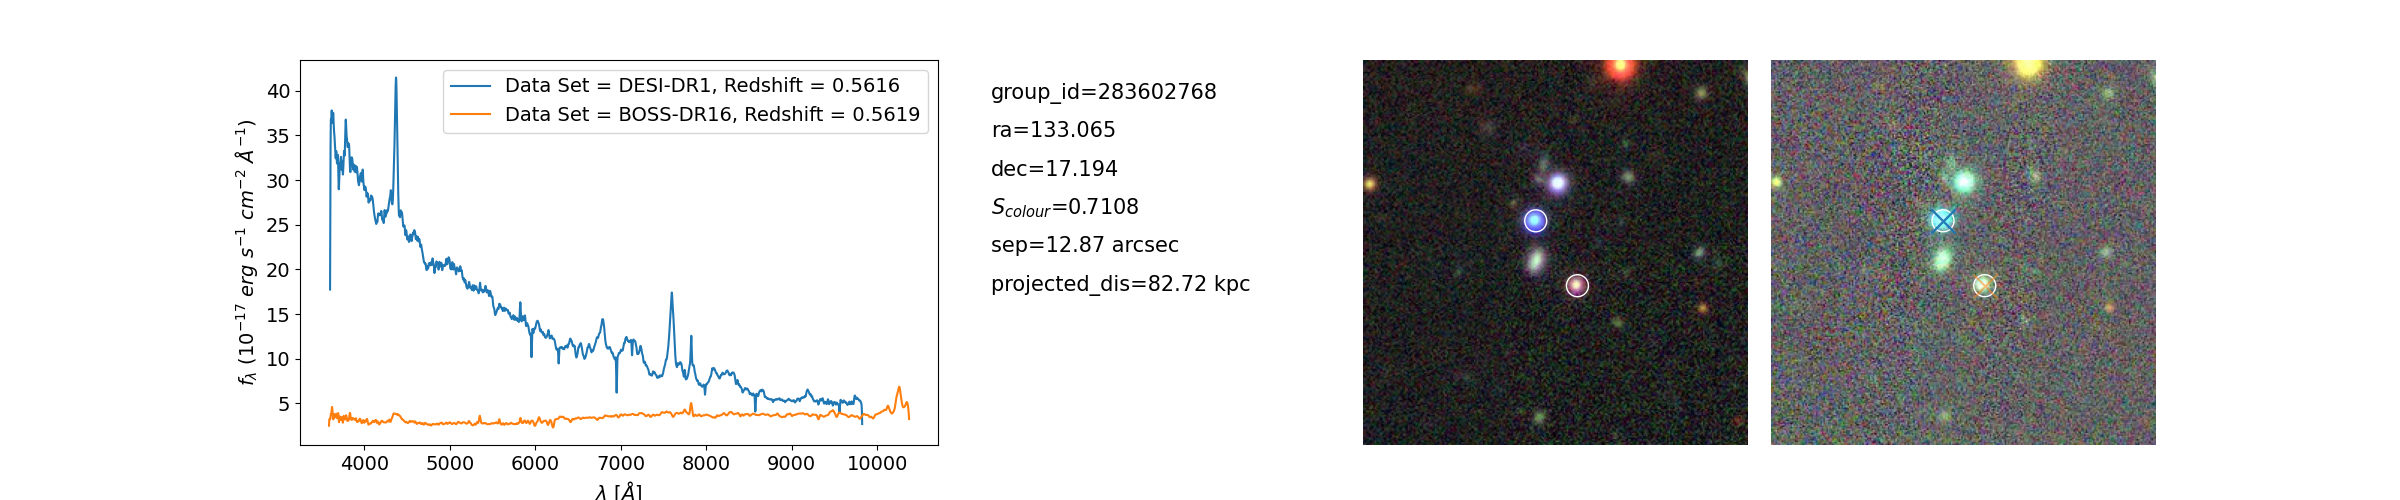 Data Set = DESI-DR1, Redshift = 0.5616
Data Set = BOSS-DR16, Redshift = 0.5619
f_λ (10⁻¹⁷ erg s⁻¹ cm⁻² Å⁻¹)
40
35
30
25
20
15
10
5
4000 5000 6000 7000 8000 9000 10000
λ [Å]
group_id=283602768
ra=133.065
dec=17.194
S_colour=0.7108
sep=12.87 arcsec
projected_dis=82.72 kpc